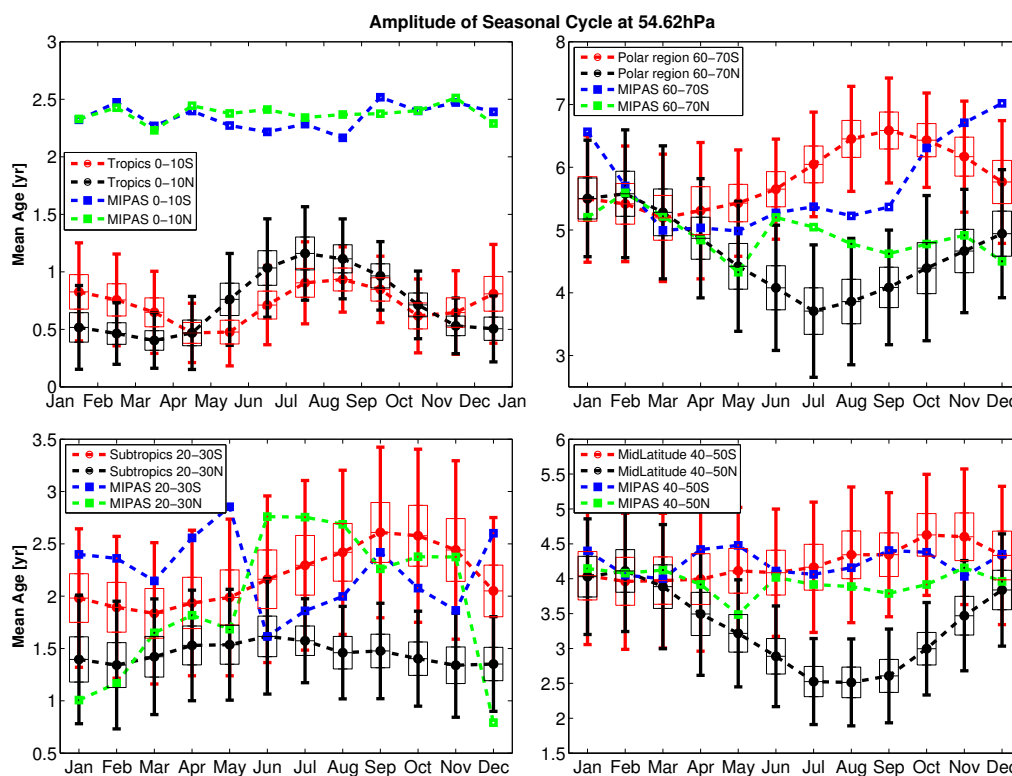 Amplitude of Seasonal Cycle at 54.62hPa
Mean Age [yr]
3
2.5
2
1.5
1
0.5
0
Tropics 0−10S
Tropics 0−10N
MIPAS 0−10S
MIPAS 0−10N
Jan Feb Mar Apr May Jun Jul Aug Sep Oct Nov Dec Jan
8
7
6
5
4
3
Polar region 60−70S
Polar region 60−70N
MIPAS 60−70S
MIPAS 60−70N
Jan Feb Mar Apr May Jun Jul Aug Sep Oct Nov Dec
Mean Age [yr]
3.5
3
2.5
2
1.5
1
0.5
Subtropics 20−30S
Subtropics 20−30N
MIPAS 20−30S
MIPAS 20−30N
Jan Feb Mar Apr May Jun Jul Aug Sep Oct Nov Dec
6
5.5
5
4.5
4
3.5
3
2.5
2
1.5
MidLatitude 40−50S
MidLatitude 40−50N
MIPAS 40−50S
MIPAS 40−50N
Jan Feb Mar Apr May Jun Jul Aug Sep Oct Nov Dec